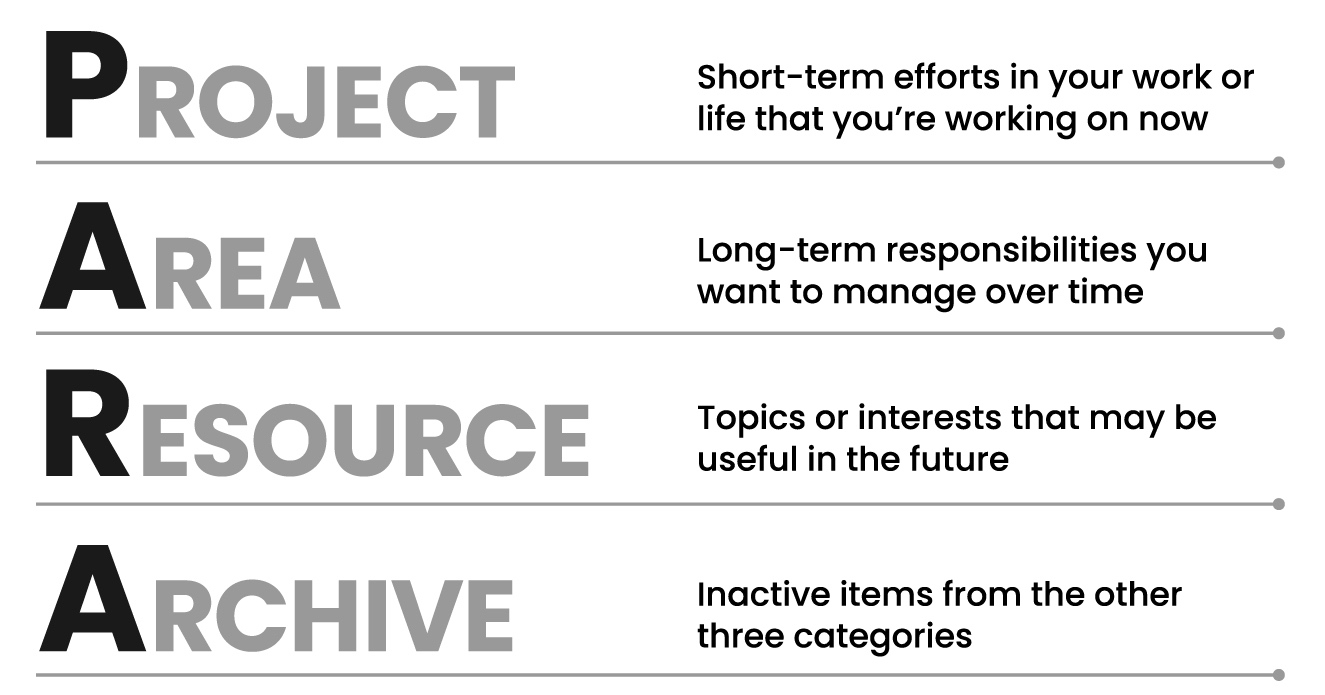 PROJECT
Short-term efforts in your work or
life that you’re working on now
AREA
Long-term responsibilities you
want to manage over time
RESOURCE
Topics or interests that may be
useful in the future
ARCHIVE
Inactive items from the other
three categories